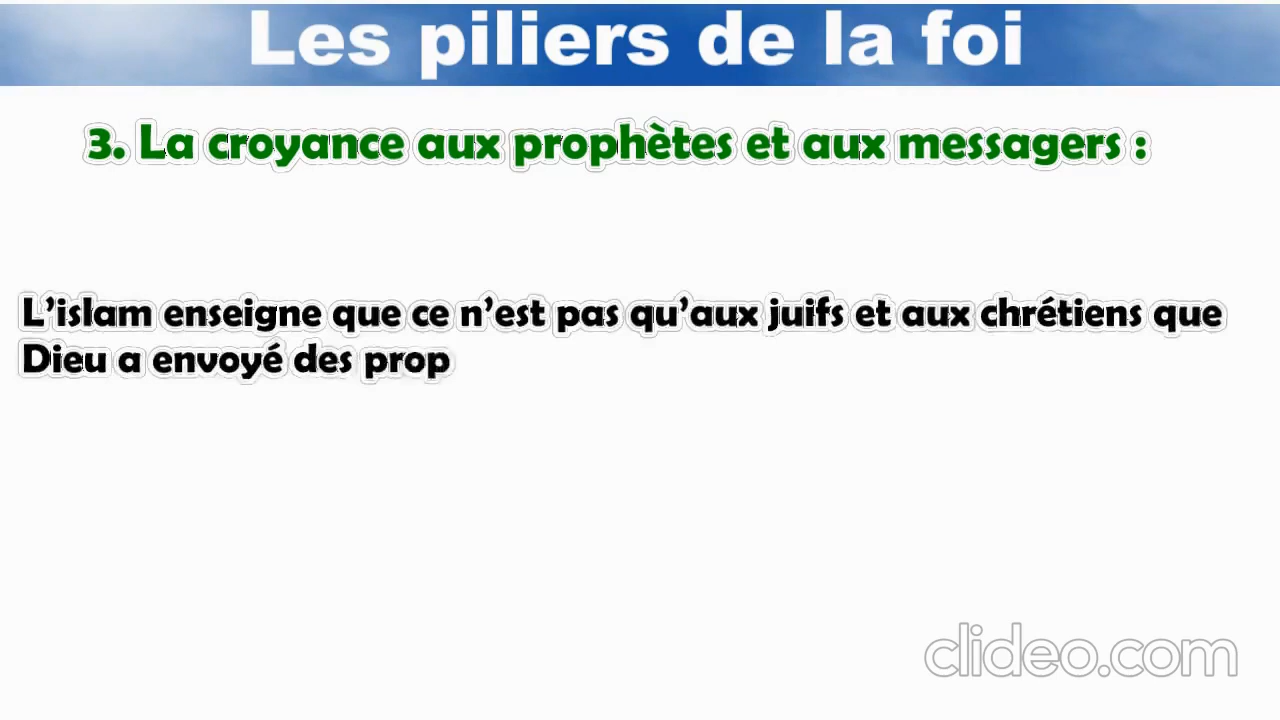 Les piliers de la foi
3. La croyance aux prophètes et aux messagers :
L’islam enseigne que ce n’est pas qu’aux juifs et aux chrétiens que
Dieu a envoyé des prop
clideo.com